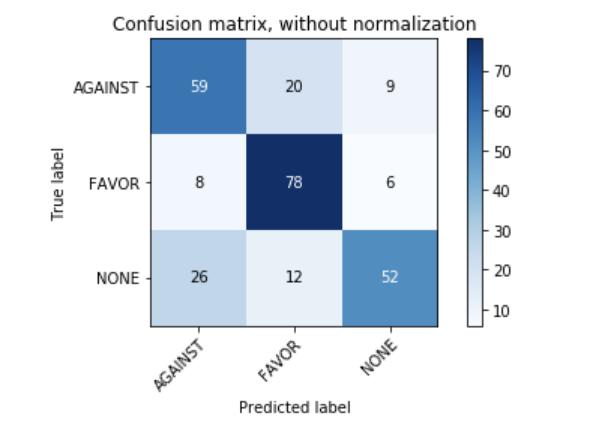 Confusion matrix, without normalization
AGAINST 59 20 9
FAVOR 8 78 6
NONE 26 12 52
AGAINST FAVOR NONE
True label
Predicted label
70
60
50
40
30
20
10